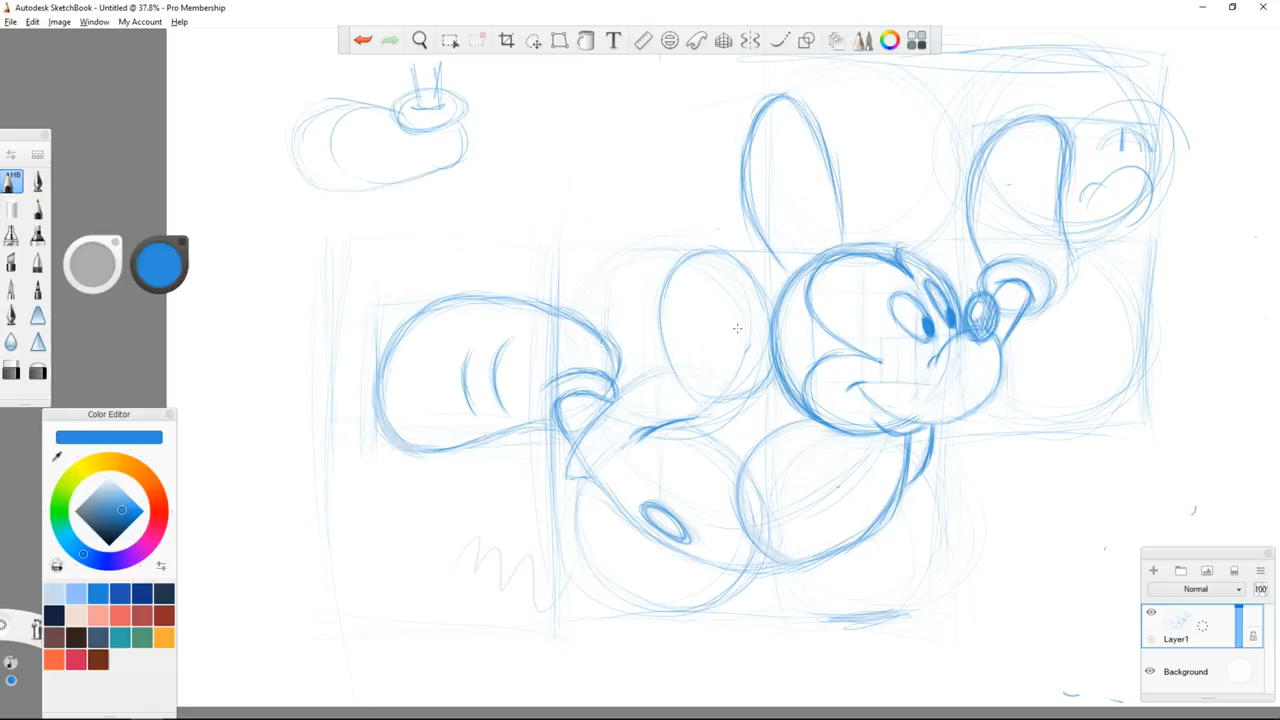 Autodesk SketchBook - Untitled @ 37.8% - Pro Membership
File Edit Image Window My Account Help
T
AHB
Color Editor
Normal
100
Layer1
Background